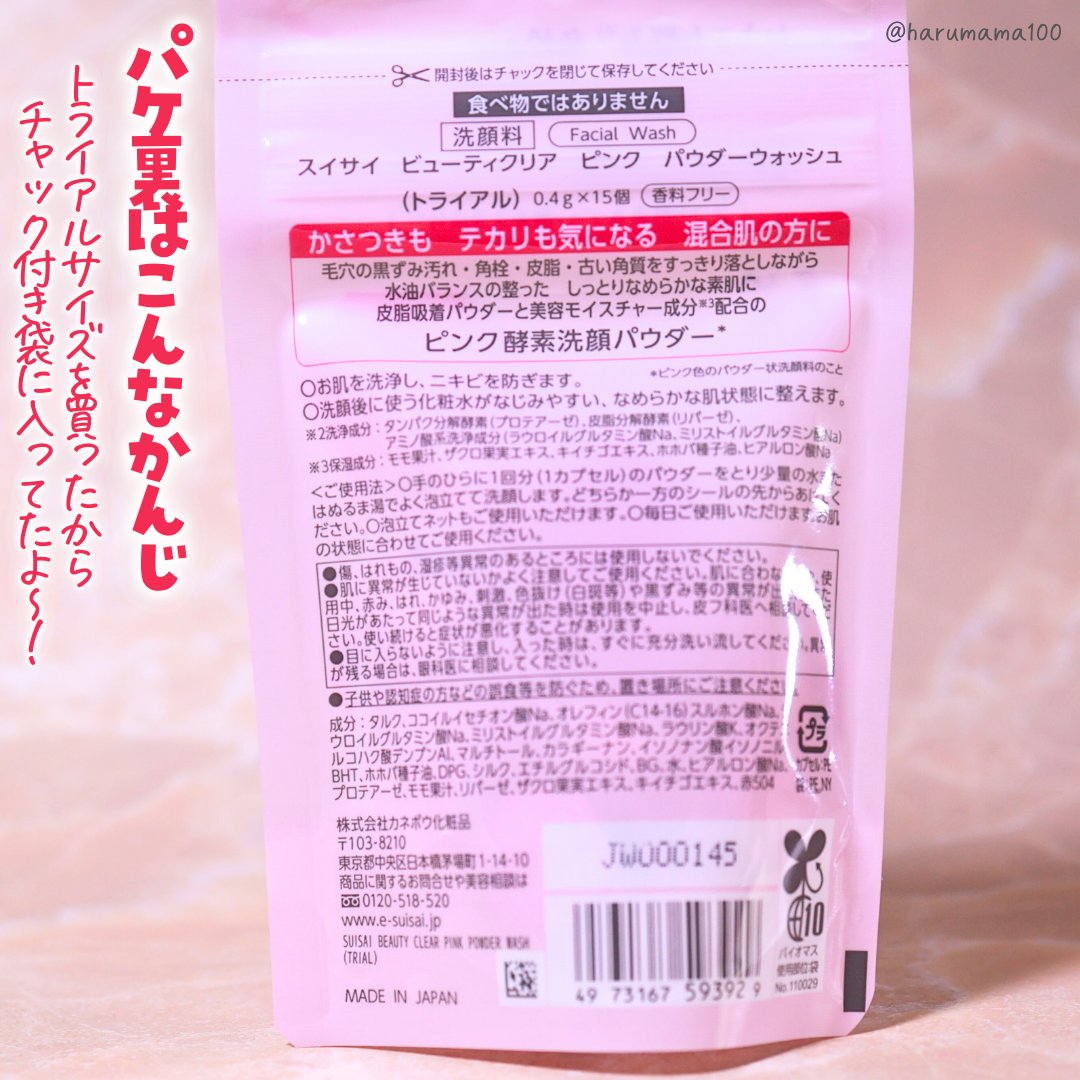 @harumama100
パケ裏はこんなかんじ
トライアルサイズを買ったから
チャック付き袋に入ってたよ〜!
開封後はチャックを閉じて保存してください
食べ物ではありません
洗顔料 Facial Wash
スイサイ ビューティクリア ピンク パウダーウォッシュ
(トライアル) 0.4g×15個 香料フリー
かさつきも テカリも気になる 混合肌の方に
毛穴の黒ずみ汚れ・角栓・皮脂・古い角質をすっきり落としながら
水油バランスの整った しっとりなめらかな素肌に
皮脂吸着パウダーと美容モイスチャー成分※3配合の
ピンク酵素洗顔パウダー*
*ピンク色のパウダー状洗顔料のこと
○お肌を洗浄し、ニキビを防ぎます。
○洗顔後に使う化粧水がなじみやすい、なめらかな肌状態に整えます。
※2洗浄成分:タンパク分解酵素(プロテアーゼ)、皮脂分解酵素(リパーゼ)、
アミノ酸系洗浄成分(ラウロイルグルタミン酸Na、ミリストイルグルタミン酸Na)
※3保湿成分:モモ果汁、ザクロ果実エキス、キイチゴエキス、ホホバ種子油、ヒアルロン酸Na
<ご使用法>○手のひらに1回分(1カプセル)のパウダーをとり少量の水
はぬるま湯でよく泡立てて洗顔します。どちらか一方のシールの先からあ
ださい。○泡立てネットもご使用いただけます。○毎日ご使用いただけます。お肌
の状態に合わせてご使用ください。
●傷、はれもの、湿疹等異常のあるところには使用しないでください。
●肌に異常が生じていないかよく注意してご使用ください。肌に合わ 使
用中、赤み、はれ、かゆみ、刺激、色抜け(白斑等)や黒ずみ等の異常が
日光があたって同じような異常が出た時は使用を中止し、皮フ科医へ相談
さい。使い続けると症状が悪化することがあります。
●目に入らないように注意し、入った時は、すぐに充分洗い流してください。異
が残る場合は、眼科医に相談してください。
●子供や認知症の方などの誤食等を防ぐため、置き場所にご注意ください。
成分:タルク、ココイルイセチオン酸Na、オレフィン(C14-16)スルホン酸Na、
ウロイルグルタミン酸Na、ミリストイルグルタミン酸Na、ラウリン酸K、オクテ
ルコハク酸デンプンAl、マルチトール、カラギーナン、イソノナン酸イソノニル
BHT、ホホバ種子油、DPG、シルク、エチルグルコシド、BG、水、ヒアルロン酸Na
プロテアーゼ、モモ果汁、リパーゼ、ザクロ果実エキス、キイチゴエキス、赤504
プラ
カプセル:PE
袋:PE,NY
株式会社カネボウ化粧品
〒103-8210
東京都中央区日本橋茅場町1-14-10
商品に関するお問合せや美容相談は
0120-518-520
www.e-suisai.jp
SUISAI BEAUTY CLEAR PINK POWDER WASH
(TRIAL)
MADE IN JAPAN
JW000145
4973167593929
10
バイオマス
使用部位:袋
No.110029